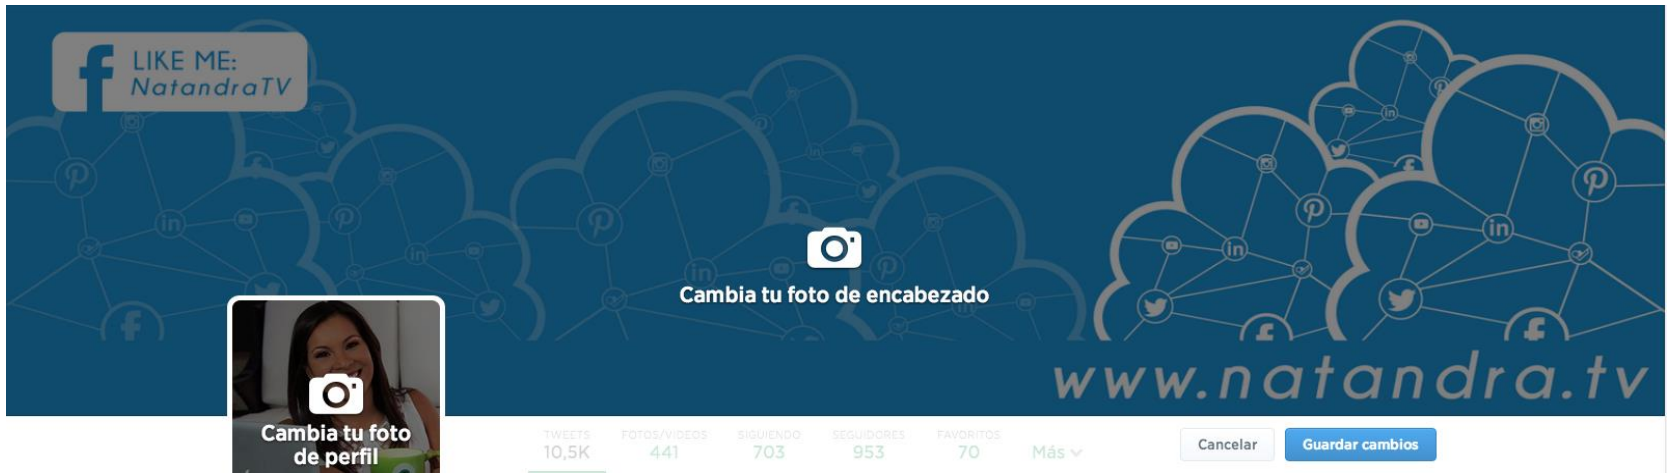 LIKE ME:
NatandraTV
Cambia tu foto de encabezado
www.natandra.tv
Cambia tu foto
de perfil
TWEETS FOTOS/VIDEOS SIGUIENDO SEGUIDORES FAVORITOS
10,5K 441 703 953 70 Más
Cancelar
Guardar cambios